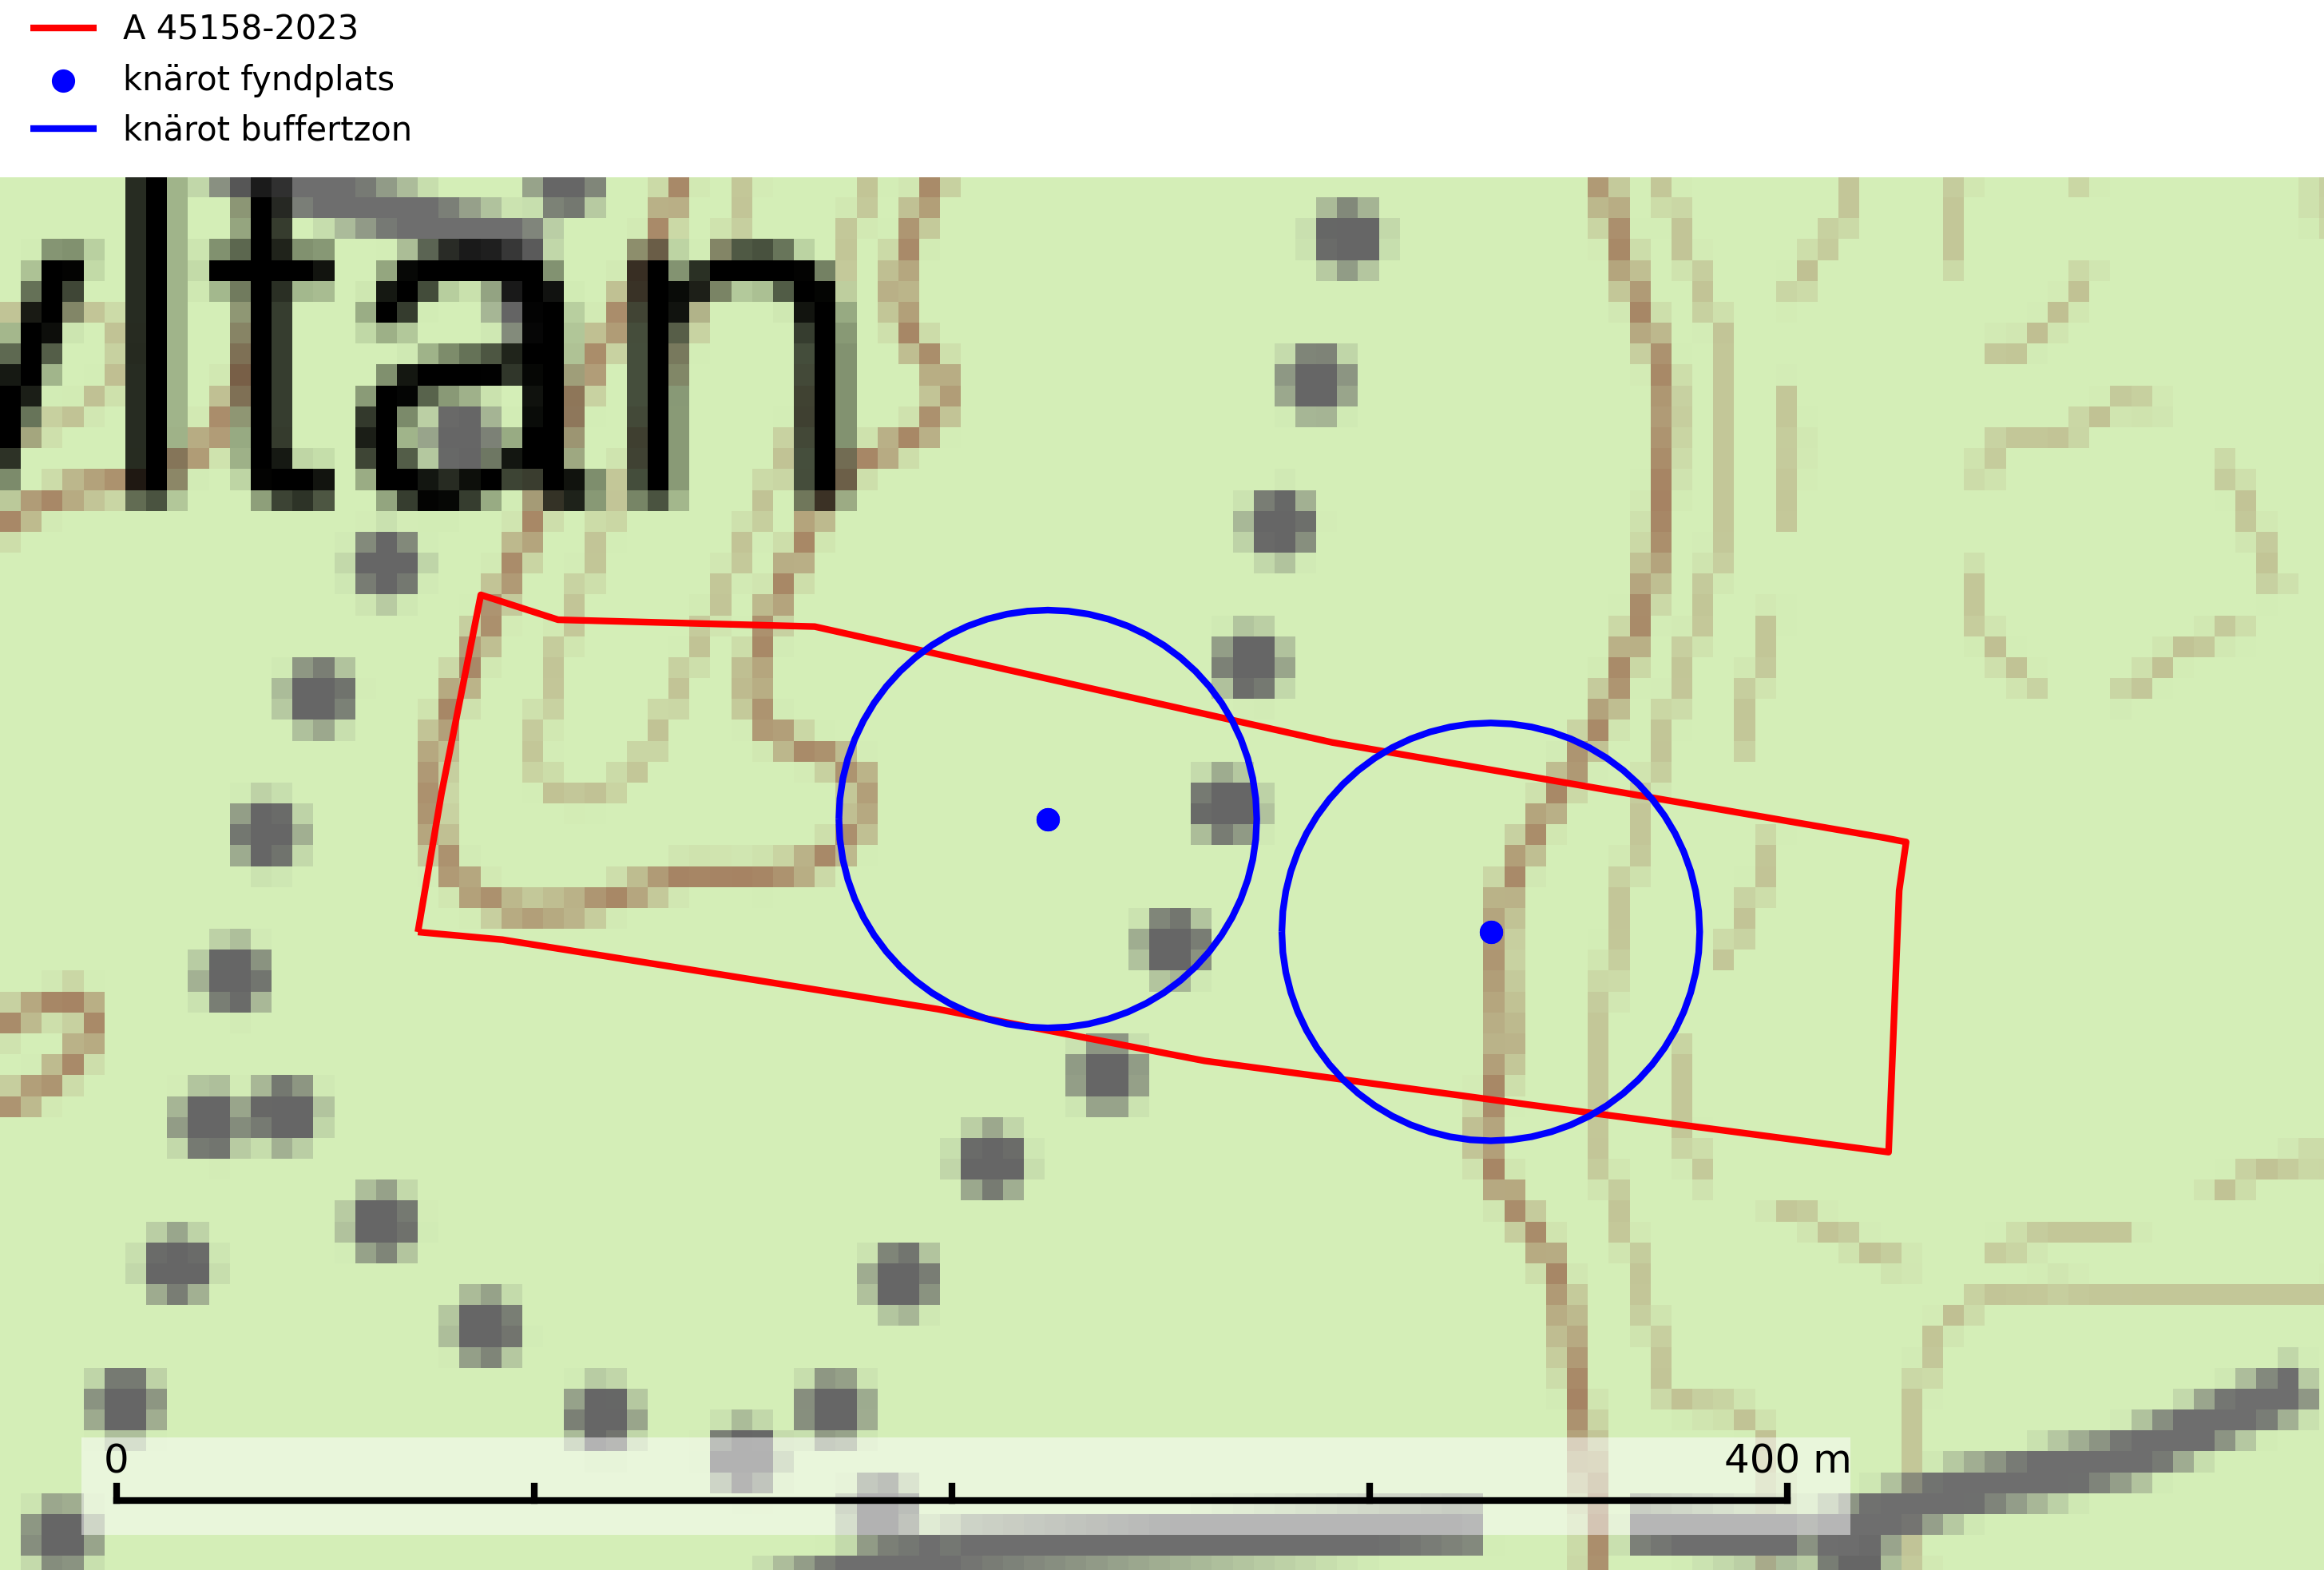 A 45158-2023
knärot fyndplats
knärot buffertzon
ltan
0 400 m